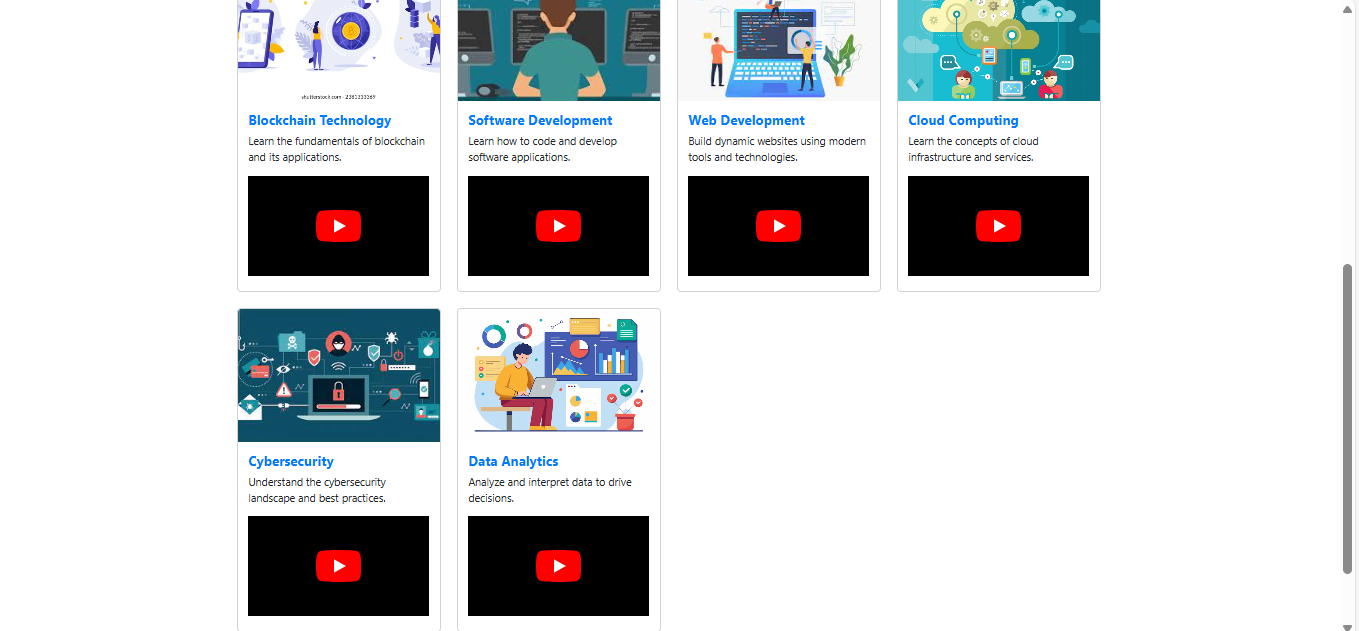 shutterstock.com · 2281233369
Blockchain Technology
Learn the fundamentals of blockchain
and its applications.
Software Development
Learn how to code and develop
software applications.
Web Development
Build dynamic websites using modern
tools and technologies.
Cloud Computing
Learn the concepts of cloud
infrastructure and services.
Cybersecurity
Understand the cybersecurity
landscape and best practices.
Data Analytics
Analyze and interpret data to drive
decisions.